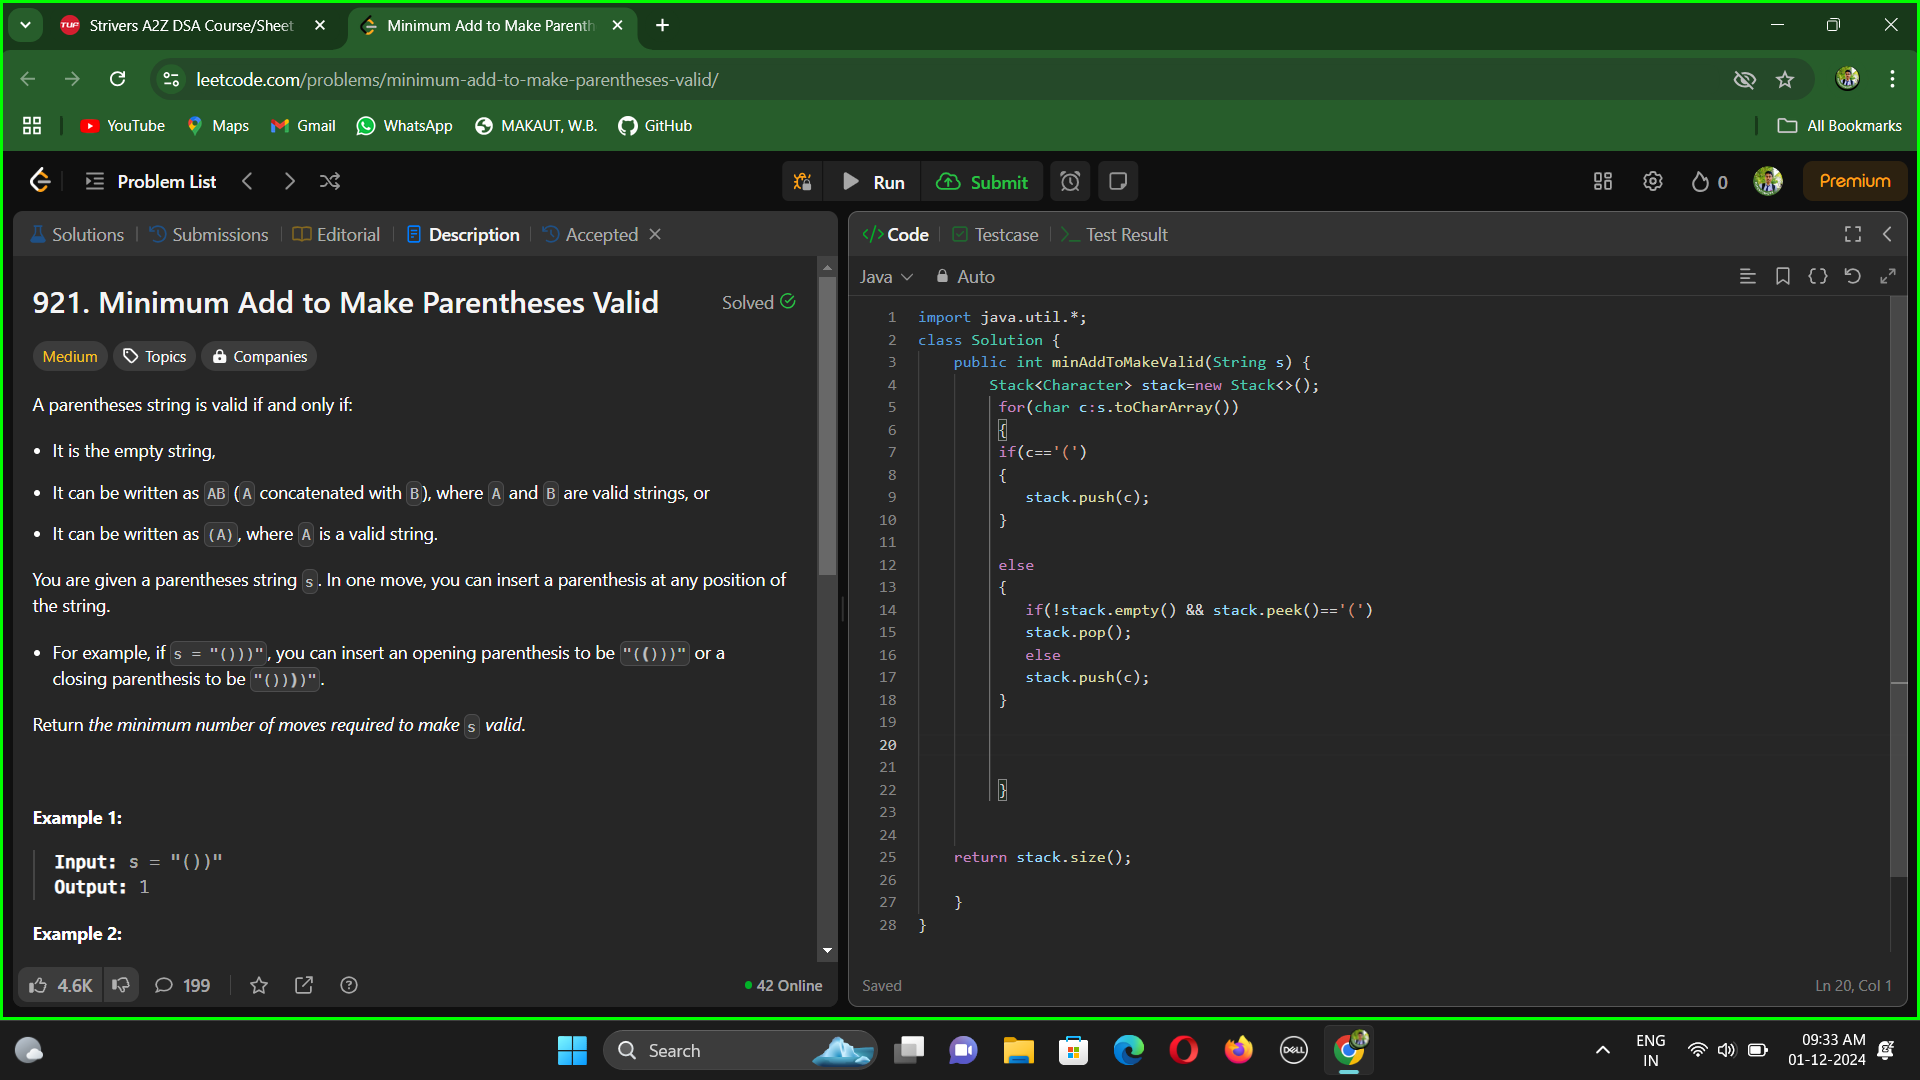 Strivers A2Z DSA Course/Sheet
Minimum Add to Make Parenth
leetcode.com/problems/minimum-add-to-make-parentheses-valid/
YouTube Maps Gmail WhatsApp MAKAUT, W.B. GitHub All Bookmarks
Problem List Run Submit 0 Premium
Solutions Submissions Editorial Description Accepted
921. Minimum Add to Make Parentheses Valid Solved
Medium Topics Companies
A parentheses string is valid if and only if:
• It is the empty string,
• It can be written as AB (A concatenated with B), where A and B are valid strings, or
• It can be written as (A), where A is a valid string.
You are given a parentheses string s. In one move, you can insert a parenthesis at any position of
the string.
• For example, if s = "()))", you can insert an opening parenthesis to be "(()))" or a
closing parenthesis to be "())))".
Return the minimum number of moves required to make s valid.
Example 1:
Input: s = "())"
Output: 1
Example 2:
4.6K 199 42 Online
Code Testcase Test Result
Java Auto
1 import java.util.*;
2 class Solution {
3 public int minAddToMakeValid(String s) {
4 Stack<Character> stack=new Stack<>();
5 for(char c:s.toCharArray())
6 {
7 if(c=='(')
8 {
9 stack.push(c);
10 }
11
12 else
13 {
14 if(!stack.empty() && stack.peek()=='(')
15 stack.pop();
16 else
17 stack.push(c);
18 }
19
20
21
22 }
23
24
25 return stack.size();
26
27 }
28 }
Saved Ln 20, Col 1
Search
DELL
ENG
IN
09:33 AM
01-12-2024